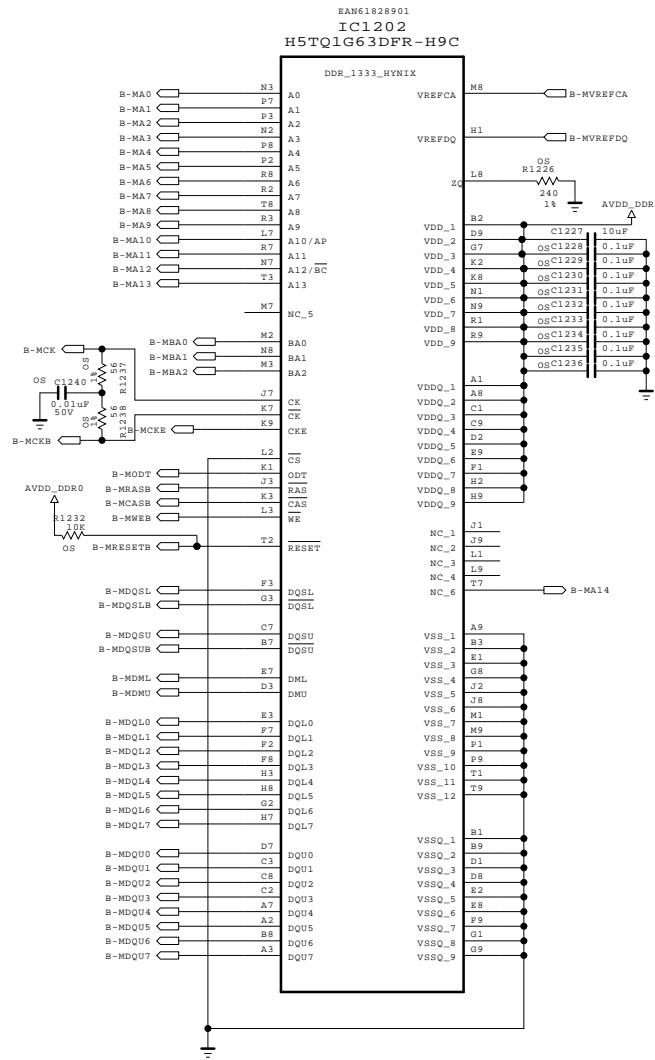 EAN61828901
IC1202
H5TQ1G63DFR-H9C
DDR_1333_HYNIX
B-MA0 N3 A0
B-MA1 P7 A1
B-MA2 P3 A2
B-MA3 N2 A3
B-MA4 P8 A4
B-MA5 P2 A5
B-MA6 R8 A6
B-MA7 R2 A7
B-MA8 T8 A8
B-MA9 R3 A9
B-MA10 L7 A10/AP
B-MA11 R7 A11
B-MA12 N7 A12/BC
B-MA13 T3 A13
M7 NC_5
B-MBA0 M2 BA0
B-MBA1 N8 BA1
B-MBA2 M3 BA2
B-MCK
OS
1%
56
R1237
OS
C1240
0.01uF
50V
OS
1%
56
R1238
B-MCKB
J7 CK
K7 CK
B-MCKE K9 CKE
L2 CS
B-MODT K1 ODT
B-MRASB J3 RAS
B-MCASB K3 CAS
B-MWEB L3 WE
AVDD_DDR0
R1232
10K
OS
B-MRESETB T2 RESET
B-MDQSL F3 DQSL
B-MDQSLB G3 DQSL
B-MDQSU C7 DQSU
B-MDQSUB B7 DQSU
B-MDML E7 DML
B-MDMU D3 DMU
B-MDQL0 E3 DQL0
B-MDQL1 F7 DQL1
B-MDQL2 F2 DQL2
B-MDQL3 F8 DQL3
B-MDQL4 H3 DQL4
B-MDQL5 H8 DQL5
B-MDQL6 G2 DQL6
B-MDQL7 H7 DQL7
B-MDQU0 D7 DQU0
B-MDQU1 C3 DQU1
B-MDQU2 C8 DQU2
B-MDQU3 C2 DQU3
B-MDQU4 A7 DQU4
B-MDQU5 A2 DQU5
B-MDQU6 B8 DQU6
B-MDQU7 A3 DQU7
VREFCA M8 B-MVREFCA
VREFDQ H1 B-MVREFDQ
ZQ L8
OS
R1226
240
1%
AVDD_DDR
VDD_1 B2
VDD_2 D9
VDD_3 G7
VDD_4 K2
VDD_5 K8
VDD_6 N1
VDD_7 N9
VDD_8 R1
VDD_9 R9
C1227 10uF
OS C1228 0.1uF
OS C1229 0.1uF
OS C1230 0.1uF
OS C1231 0.1uF
OS C1232 0.1uF
OS C1233 0.1uF
OS C1234 0.1uF
OS C1235 0.1uF
OS C1236 0.1uF
VDDQ_1 A1
VDDQ_2 A8
VDDQ_3 C1
VDDQ_4 C9
VDDQ_5 D2
VDDQ_6 E9
VDDQ_7 F1
VDDQ_8 H2
VDDQ_9 H9
NC_1 J1
NC_2 J9
NC_3 L1
NC_4 L9
NC_6 T7 B-MA14
VSS_1 A9
VSS_2 B3
VSS_3 E1
VSS_4 G8
VSS_5 J2
VSS_6 J8
VSS_7 M1
VSS_8 M9
VSS_9 P1
VSS_10 P9
VSS_11 T1
VSS_12 T9
VSSQ_1 B1
VSSQ_2 B9
VSSQ_3 D1
VSSQ_4 D8
VSSQ_5 E2
VSSQ_6 E8
VSSQ_7 F9
VSSQ_8 G1
VSSQ_9 G9